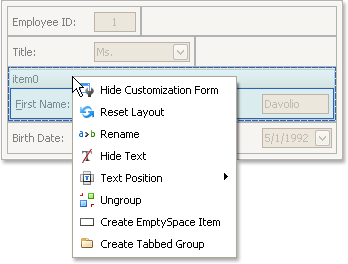 Employee ID: 1
Title: Ms.
item0
First Name: Davolio
Birth Date: 5/1/1992
Hide Customization Form
Reset Layout
Rename
Hide Text
Text Position
Ungroup
Create EmptySpace Item
Create Tabbed Group